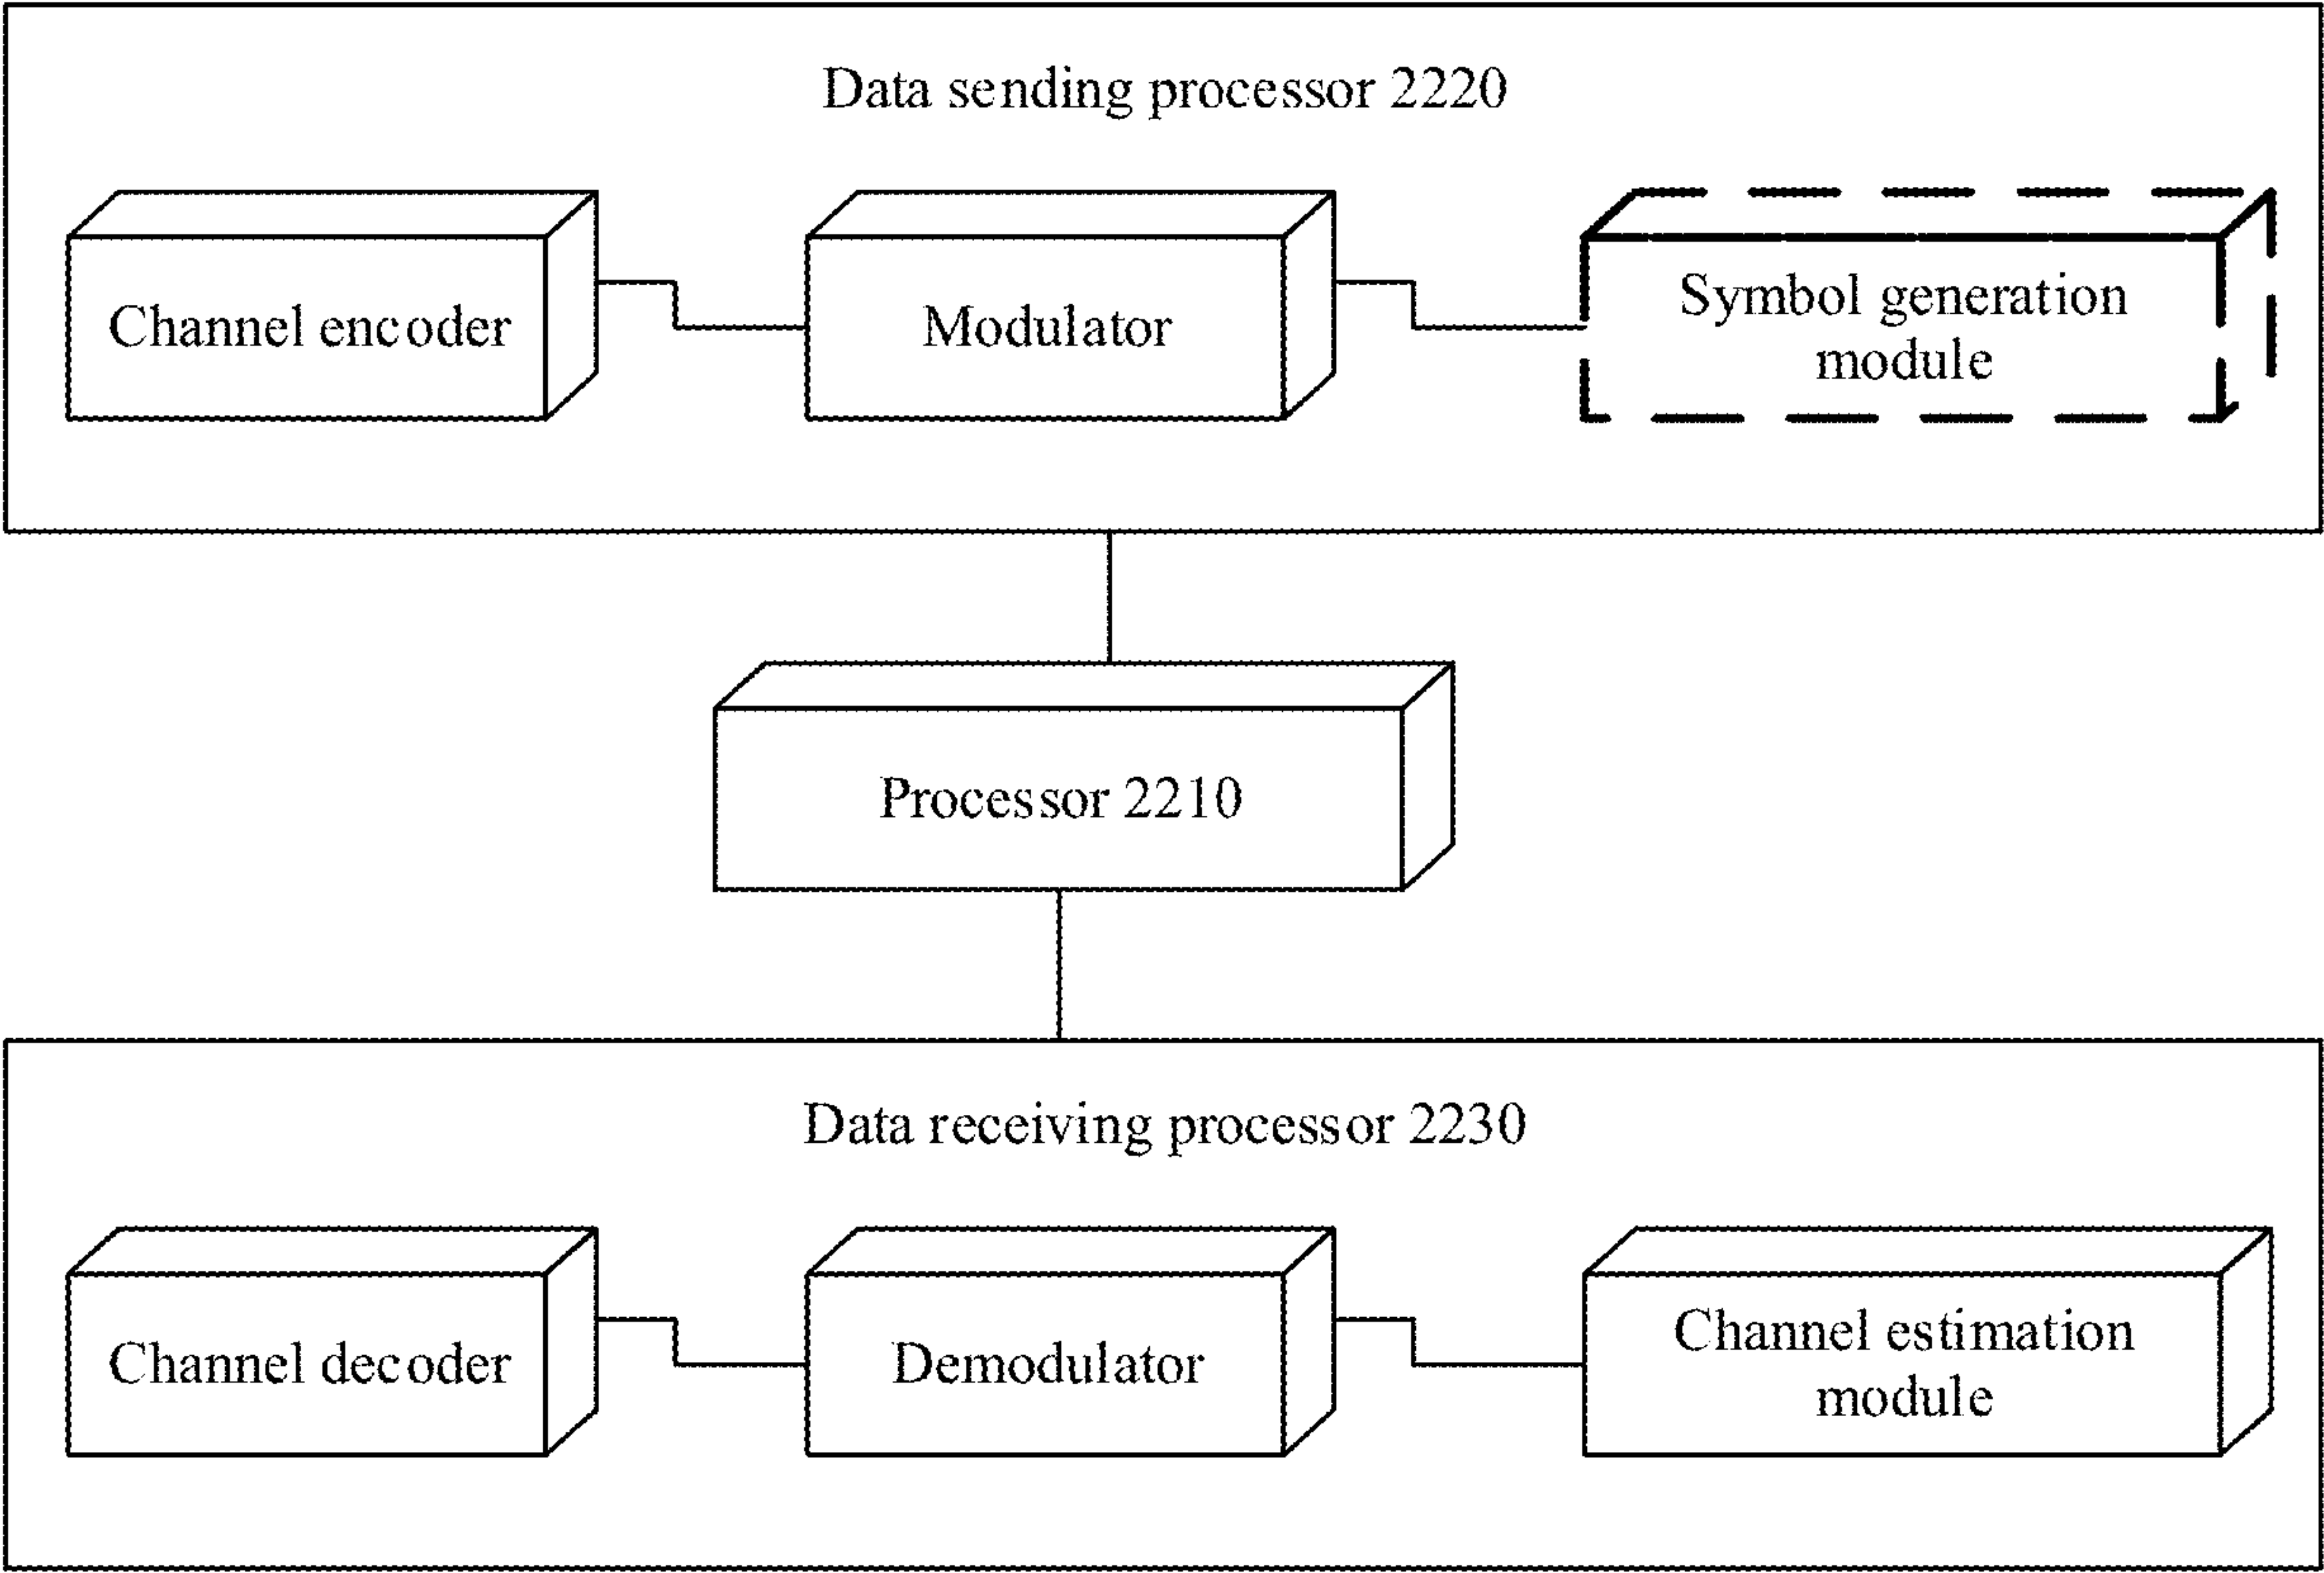 Data sending processor 2220
Channel encoder
Modulator
Symbol generation
module
Processor 2210
Data receiving processor 2230
Channel decoder
Demodulator
Channel estimation
module